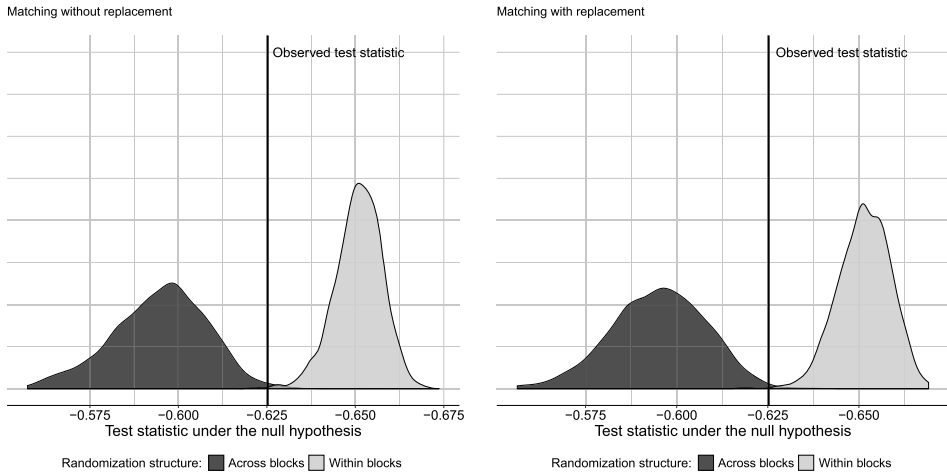 Matching without replacement
Observed test statistic
−0.575 −0.600 −0.625 −0.650 −0.675
Test statistic under the null hypothesis
Randomization structure: Across blocks Within blocks
Matching with replacement
Observed test statistic
−0.575 −0.600 −0.625 −0.650
Test statistic under the null hypothesis
Randomization structure: Across blocks Within blocks